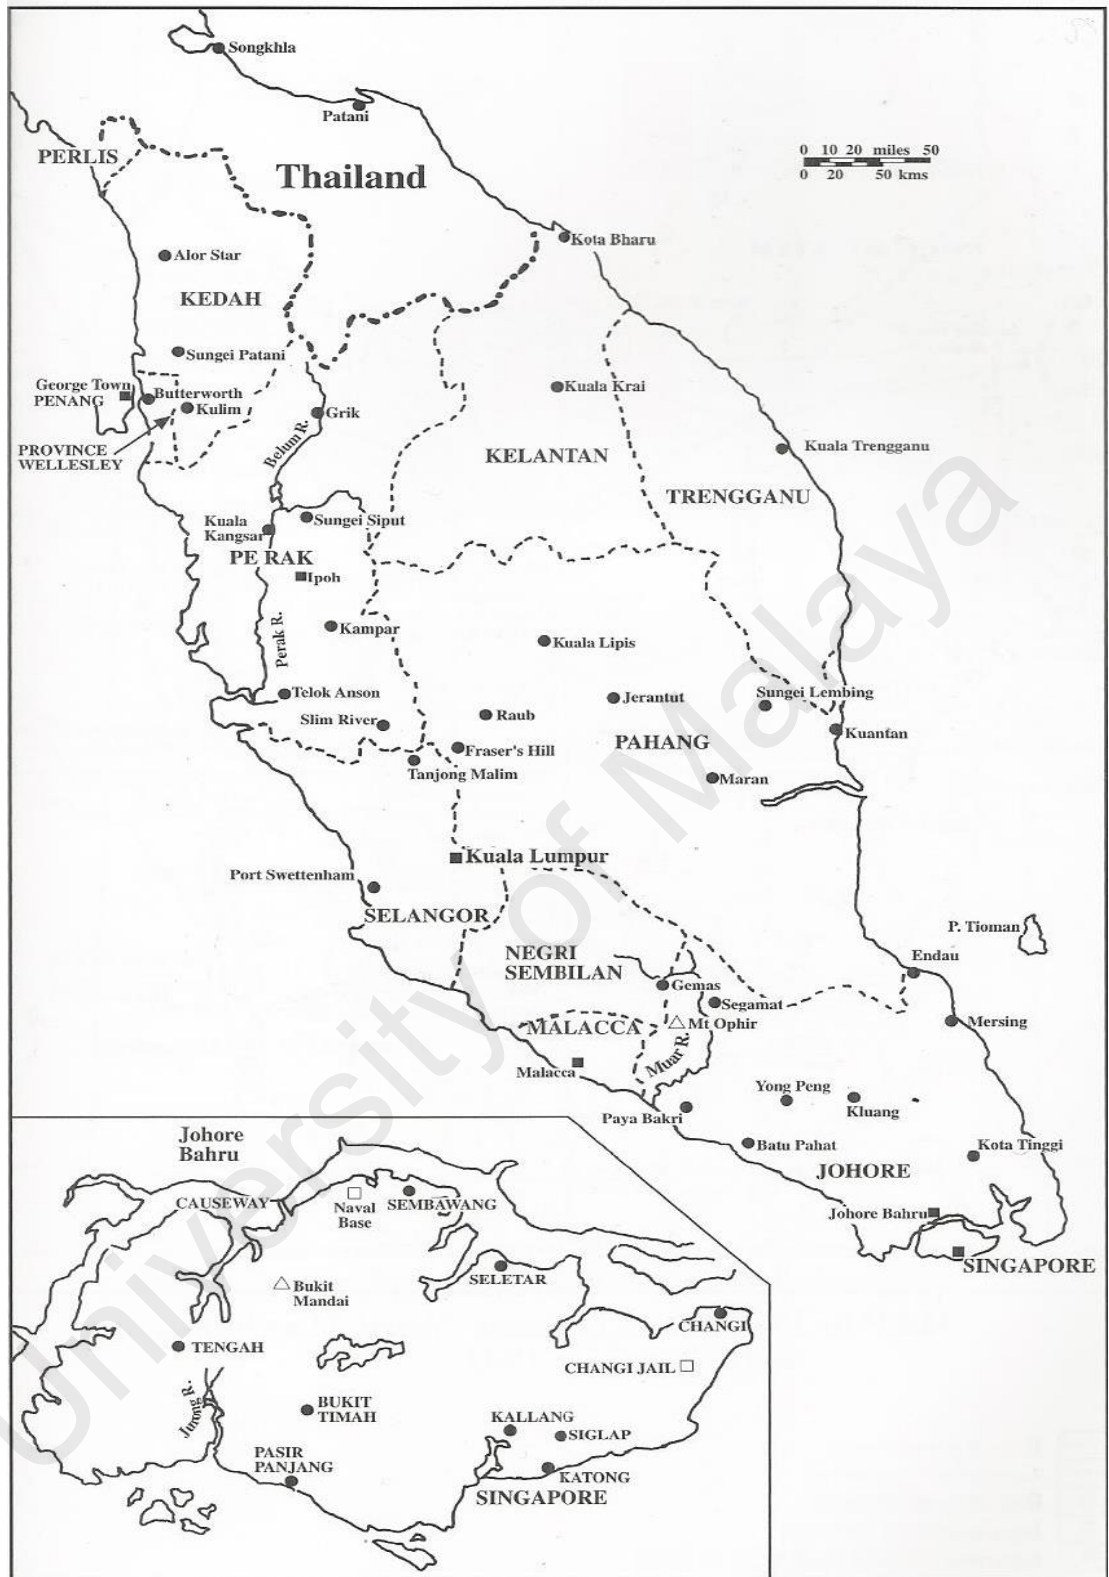 Songkhla
Patani
PERLIS
Thailand
0 10 20 miles 50
0 20 50 kms
Kota Bharu
Alor Star
KEDAH
Sungei Patani
George Town
PENANG
Butterworth
Kulim
Kuala Krai
Grik
Belum R.
PROVINCE
WELLESLEY
KELANTAN
Kuala Trengganu
TRENGGANU
Kuala
Kangsar
Sungei Siput
PE RAK
Ipoh
Perak R.
Kampar
Kuala Lipis
Telok Anson
Jerantut
Sungei Lembing
Slim River
Raub
PAHANG
Kuantan
Fraser's Hill
Tanjong Malim
Maran
Kuala Lumpur
Port Swettenham
SELANGOR
P. Tioman
NEGRI
SEMBILAN
Endau
Gemas
Segamat
MALACCA
Mt Ophir
Mersing
Muar R.
Malacca
Yong Peng
Kluang
Paya Bakri
Batu Pahat
Kota Tinggi
JOHORE
Johore Bahru
SINGAPORE
Johore
Bahru
CAUSEWAY
Naval
Base
SEMBAWANG
SELETAR
Bukit
Mandai
CHANGI
TENGAH
CHANGI JAIL
Jurong R.
BUKIT
TIMAH
KALLANG
SIGLAP
PASIR
PANJANG
KATONG
SINGAPORE
University of Malaya